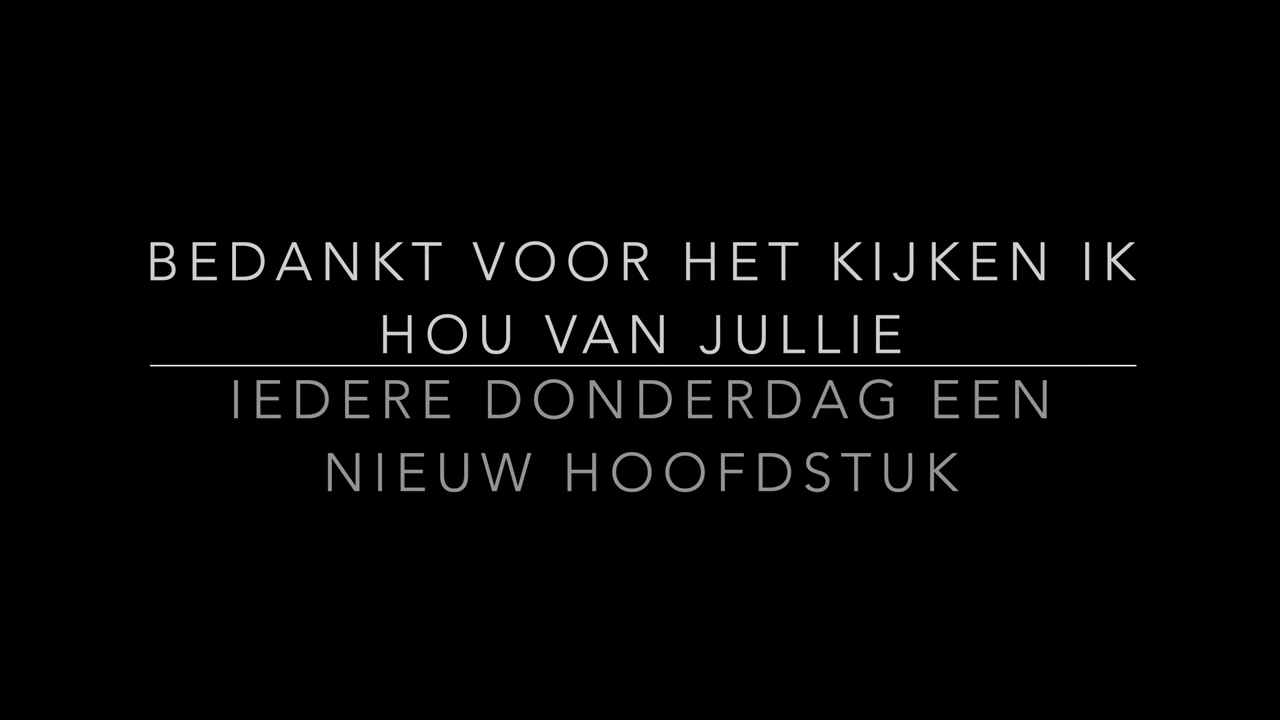 BEDANKT VOOR HET KIJKEN IK
HOU VAN JULLIE
IEDERE DONDERDAG EEN
NIEUW HOOFDSTUK